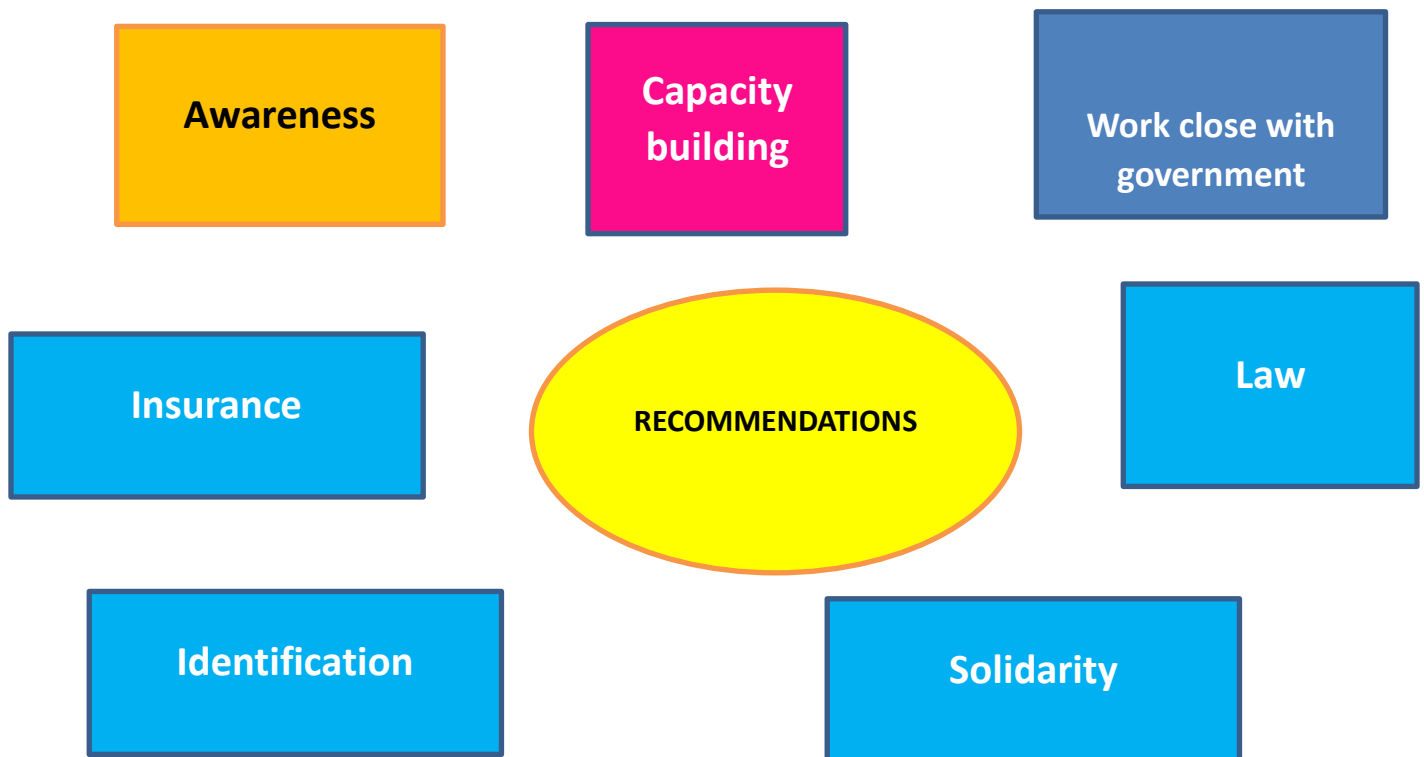 Awareness
Capacity
building
Work close with
government
Insurance
RECOMMENDATIONS
Law
Identification
Solidarity